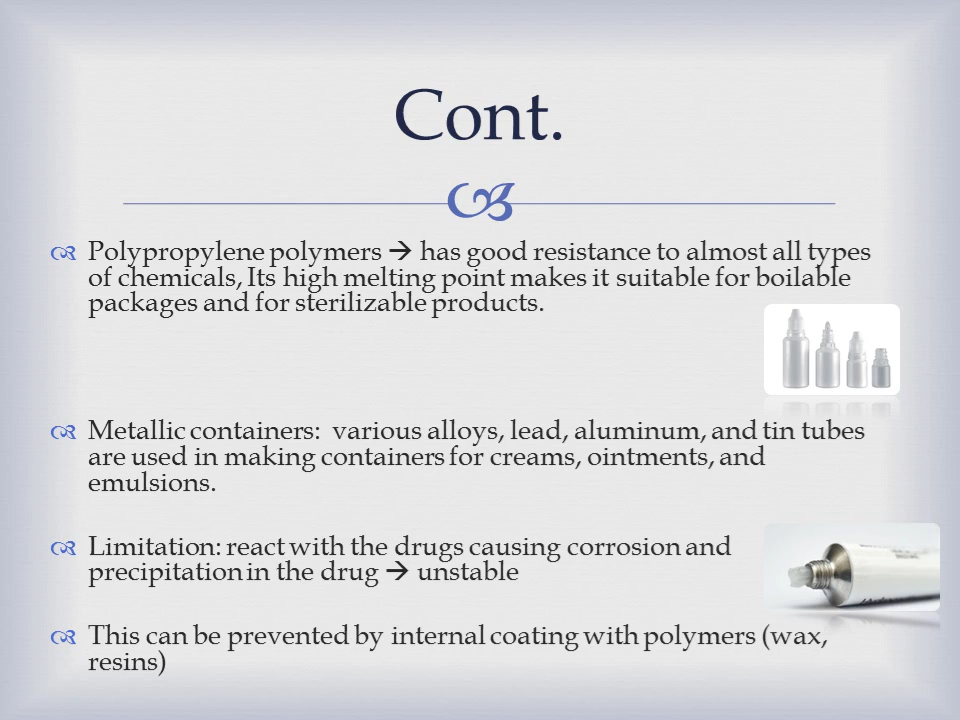 Cont.
Polypropylene polymers → has good resistance to almost all types
of chemicals, Its high melting point makes it suitable for boilable
packages and for sterilizable products.
Metallic containers:  various alloys, lead, aluminum, and tin tubes
are used in making containers for creams, ointments, and
emulsions.
Limitation: react with the drugs causing corrosion and
precipitation in the drug → unstable
This can be prevented by internal coating with polymers (wax,
resins)